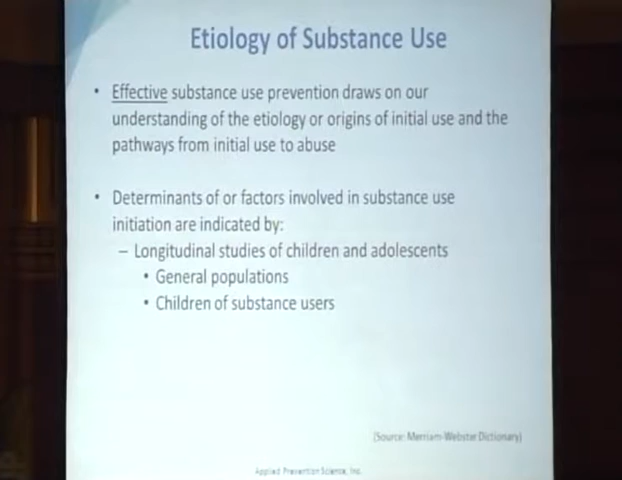 Etiology of Substance Use
• Effective substance use prevention draws on our
understanding of the etiology or origins of initial use and the
pathways from initial use to abuse
• Determinants of or factors involved in substance use
initiation are indicated by:
– Longitudinal studies of children and adolescents
• General populations
• Children of substance users
(Source: Merriam-Webster Dictionary)
Applied Prevention Science, Inc.